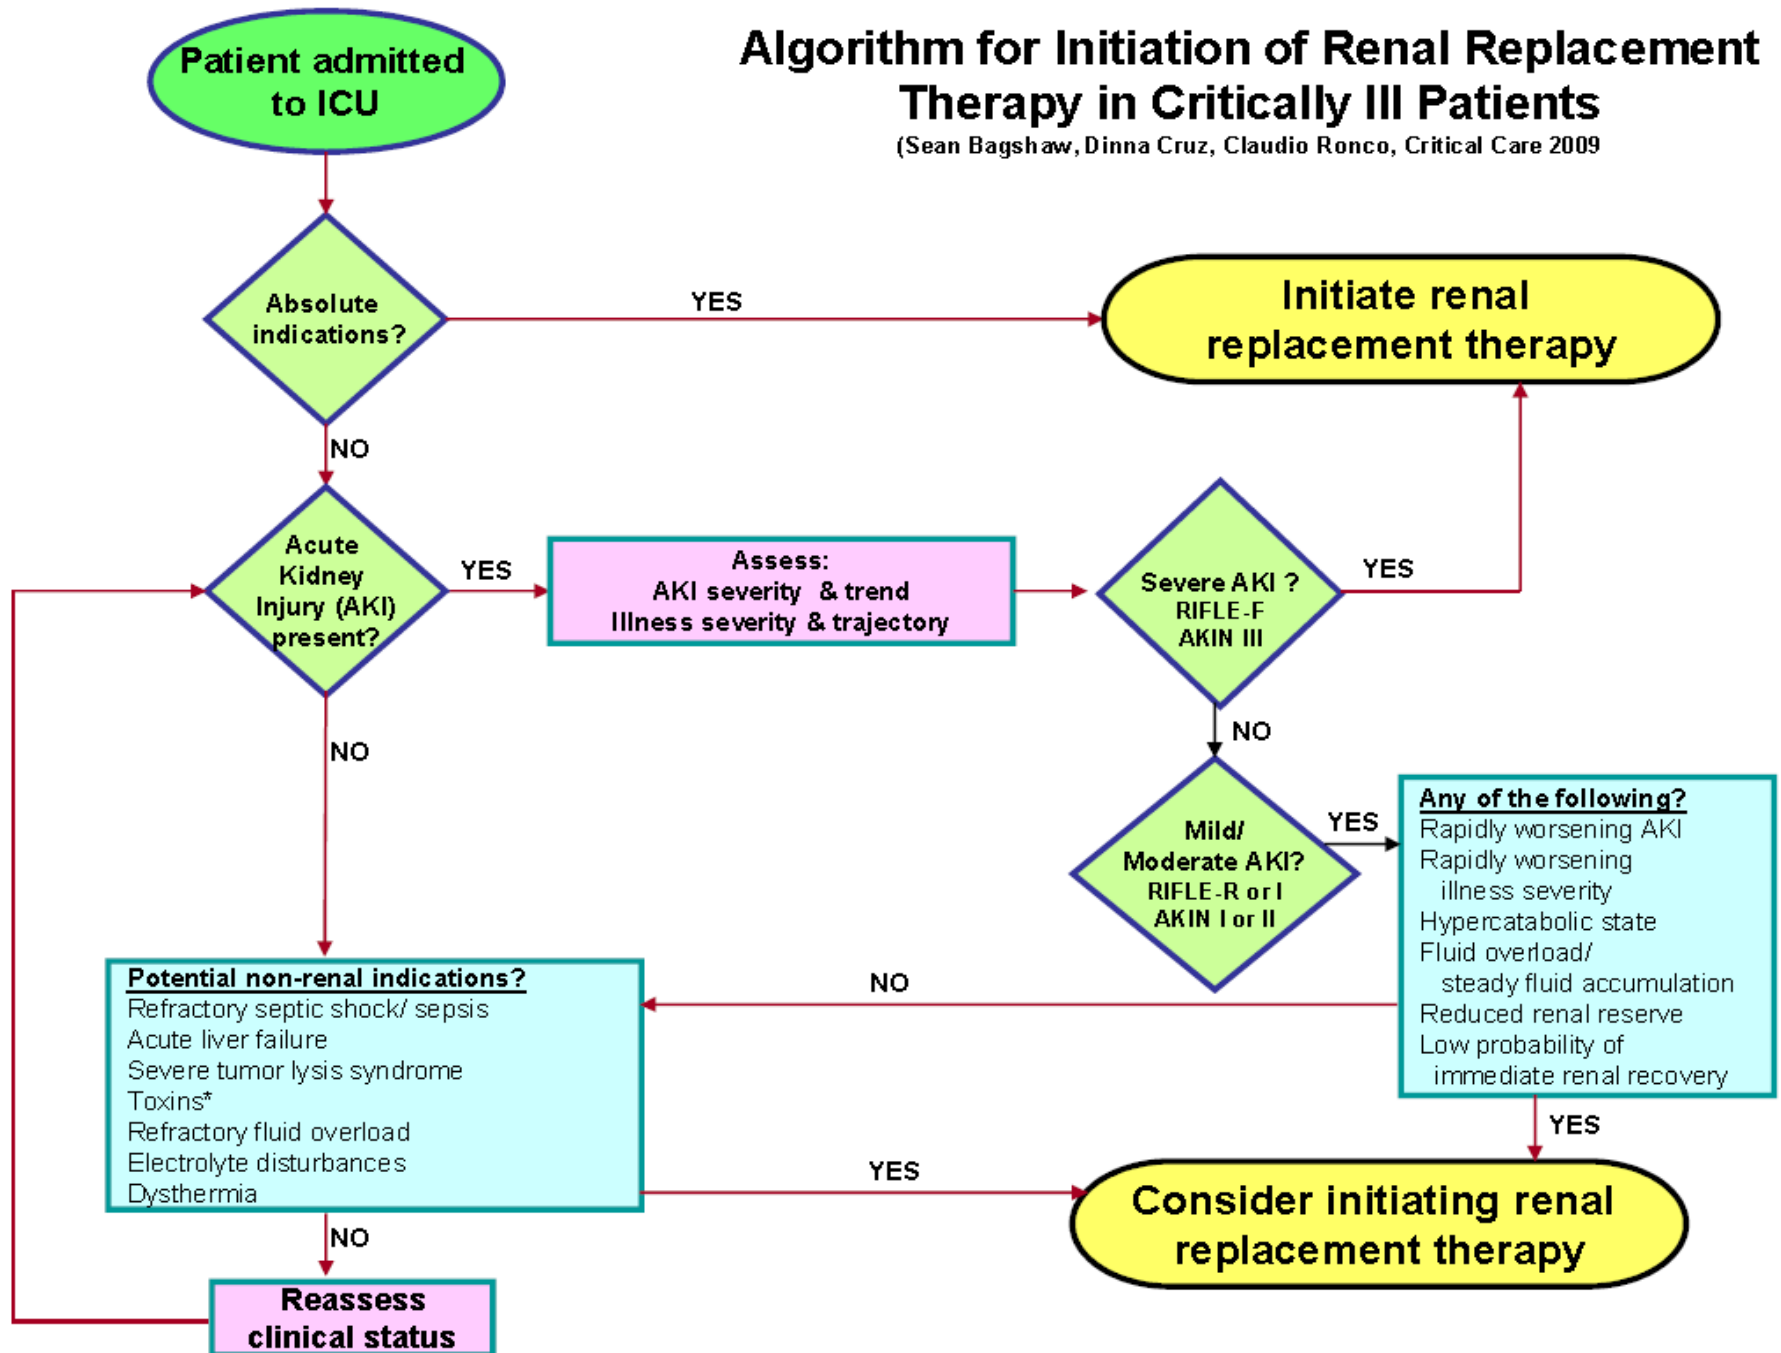 Algorithm for Initiation of Renal Replacement
Therapy in Critically Ill Patients
(Sean Bagshaw, Dinna Cruz, Claudio Ronco, Critical Care 2009
Patient admitted
to ICU
Absolute
indications?
YES
Initiate renal
replacement therapy
NO
Acute
Kidney
Injury (AKI)
present?
YES
Assess:
AKI severity & trend
Illness severity & trajectory
Severe AKI ?
RIFLE-F
AKIN III
YES
NO
NO
Mild/
Moderate AKI?
RIFLE-R or I
AKIN I or II
YES
Any of the following?
Rapidly worsening AKI
Rapidly worsening
illness severity
Hypercatabolic state
Fluid overload/
steady fluid accumulation
Reduced renal reserve
Low probability of
immediate renal recovery
NO
YES
Potential non-renal indications?
Refractory septic shock/ sepsis
Acute liver failure
Severe tumor lysis syndrome
Toxins*
Refractory fluid overload
Electrolyte disturbances
Dysthermia
YES
Consider initiating renal
replacement therapy
NO
Reassess
clinical status